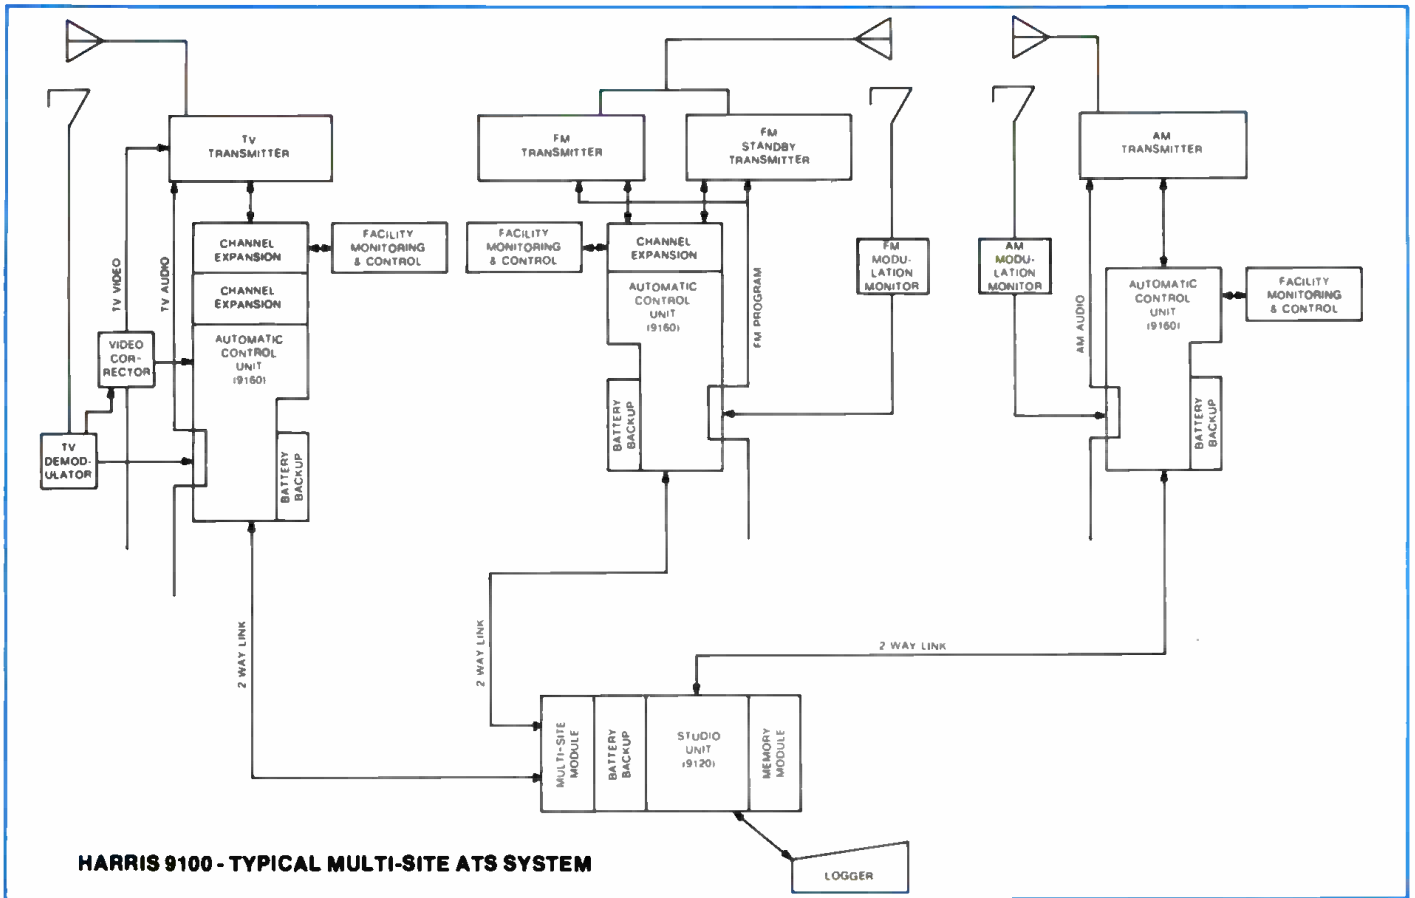 TV
TRANSMITTER
FM
TRANSMITTER
FM
STANDBY
TRANSMITTER
AM
TRANSMITTER
CHANNEL
EXPANSION
CHANNEL
EXPANSION
FACILITY
MONITORING
& CONTROL
TV VIDEO
TV AUDIO
VIDEO
COR-
RECTOR
AUTOMATIC
CONTROL
UNIT
(9160)
TV
DEMOD-
ULATOR
BATTERY
BACKUP
FACILITY
MONITORING
& CONTROL
CHANNEL
EXPANSION
AUTOMATIC
CONTROL
UNIT
(9160)
BATTERY
BACKUP
FM PROGRAM
FM
MODU-
LATION
MONITOR
AM
MODU-
LATION
MONITOR
AM AUDIO
AUTOMATIC
CONTROL
UNIT
(9160)
FACILITY
MONITORING
& CONTROL
BATTERY
BACKUP
2 WAY LINK
2 WAY LINK
2 WAY LINK
MULTI-SITE
MODULE
BATTERY
BACKUP
STUDIO
UNIT
(9120)
MEMORY
MODULE
LOGGER
HARRIS 9100 - TYPICAL MULTI-SITE ATS SYSTEM